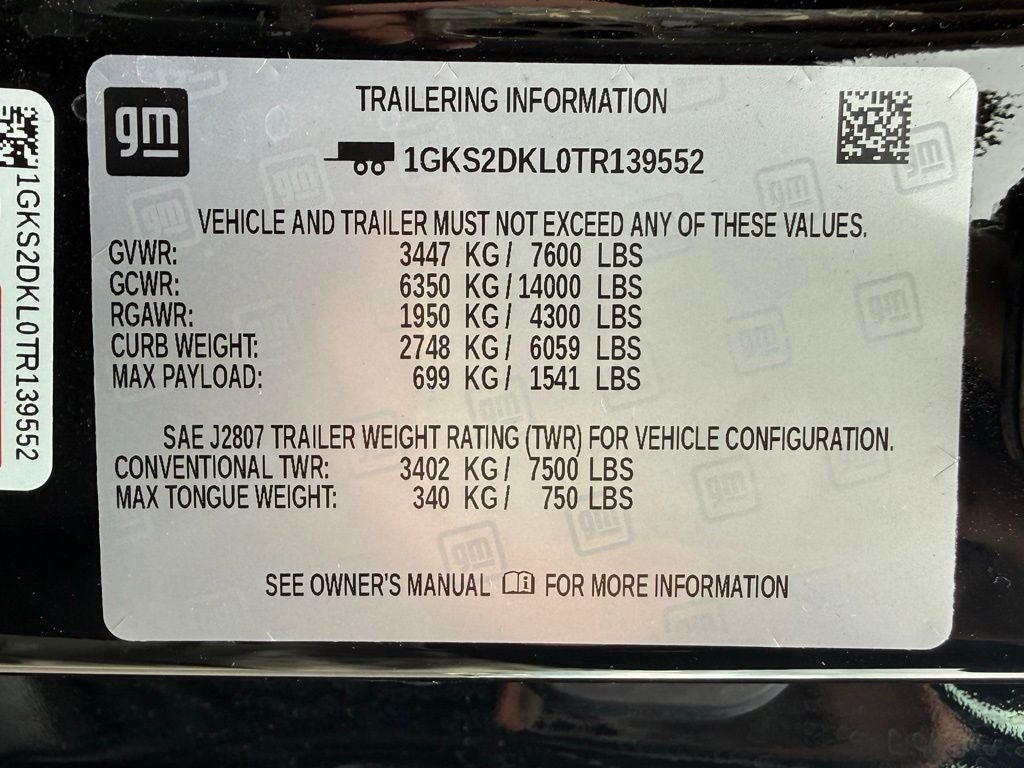 gm
TRAILERING INFORMATION
1GKS2DKL0TR139552
VEHICLE AND TRAILER MUST NOT EXCEED ANY OF THESE VALUES.
GVWR: 3447 KG / 7600 LBS
GCWR: 6350 KG / 14000 LBS
RGAWR: 1950 KG / 4300 LBS
CURB WEIGHT: 2748 KG / 6059 LBS
MAX PAYLOAD: 699 KG / 1541 LBS
SAE J2807 TRAILER WEIGHT RATING (TWR) FOR VEHICLE CONFIGURATION.
CONVENTIONAL TWR: 3402 KG / 7500 LBS
MAX TONGUE WEIGHT: 340 KG / 750 LBS
SEE OWNER'S MANUAL FOR MORE INFORMATION
1GKS2DKL0TR139552